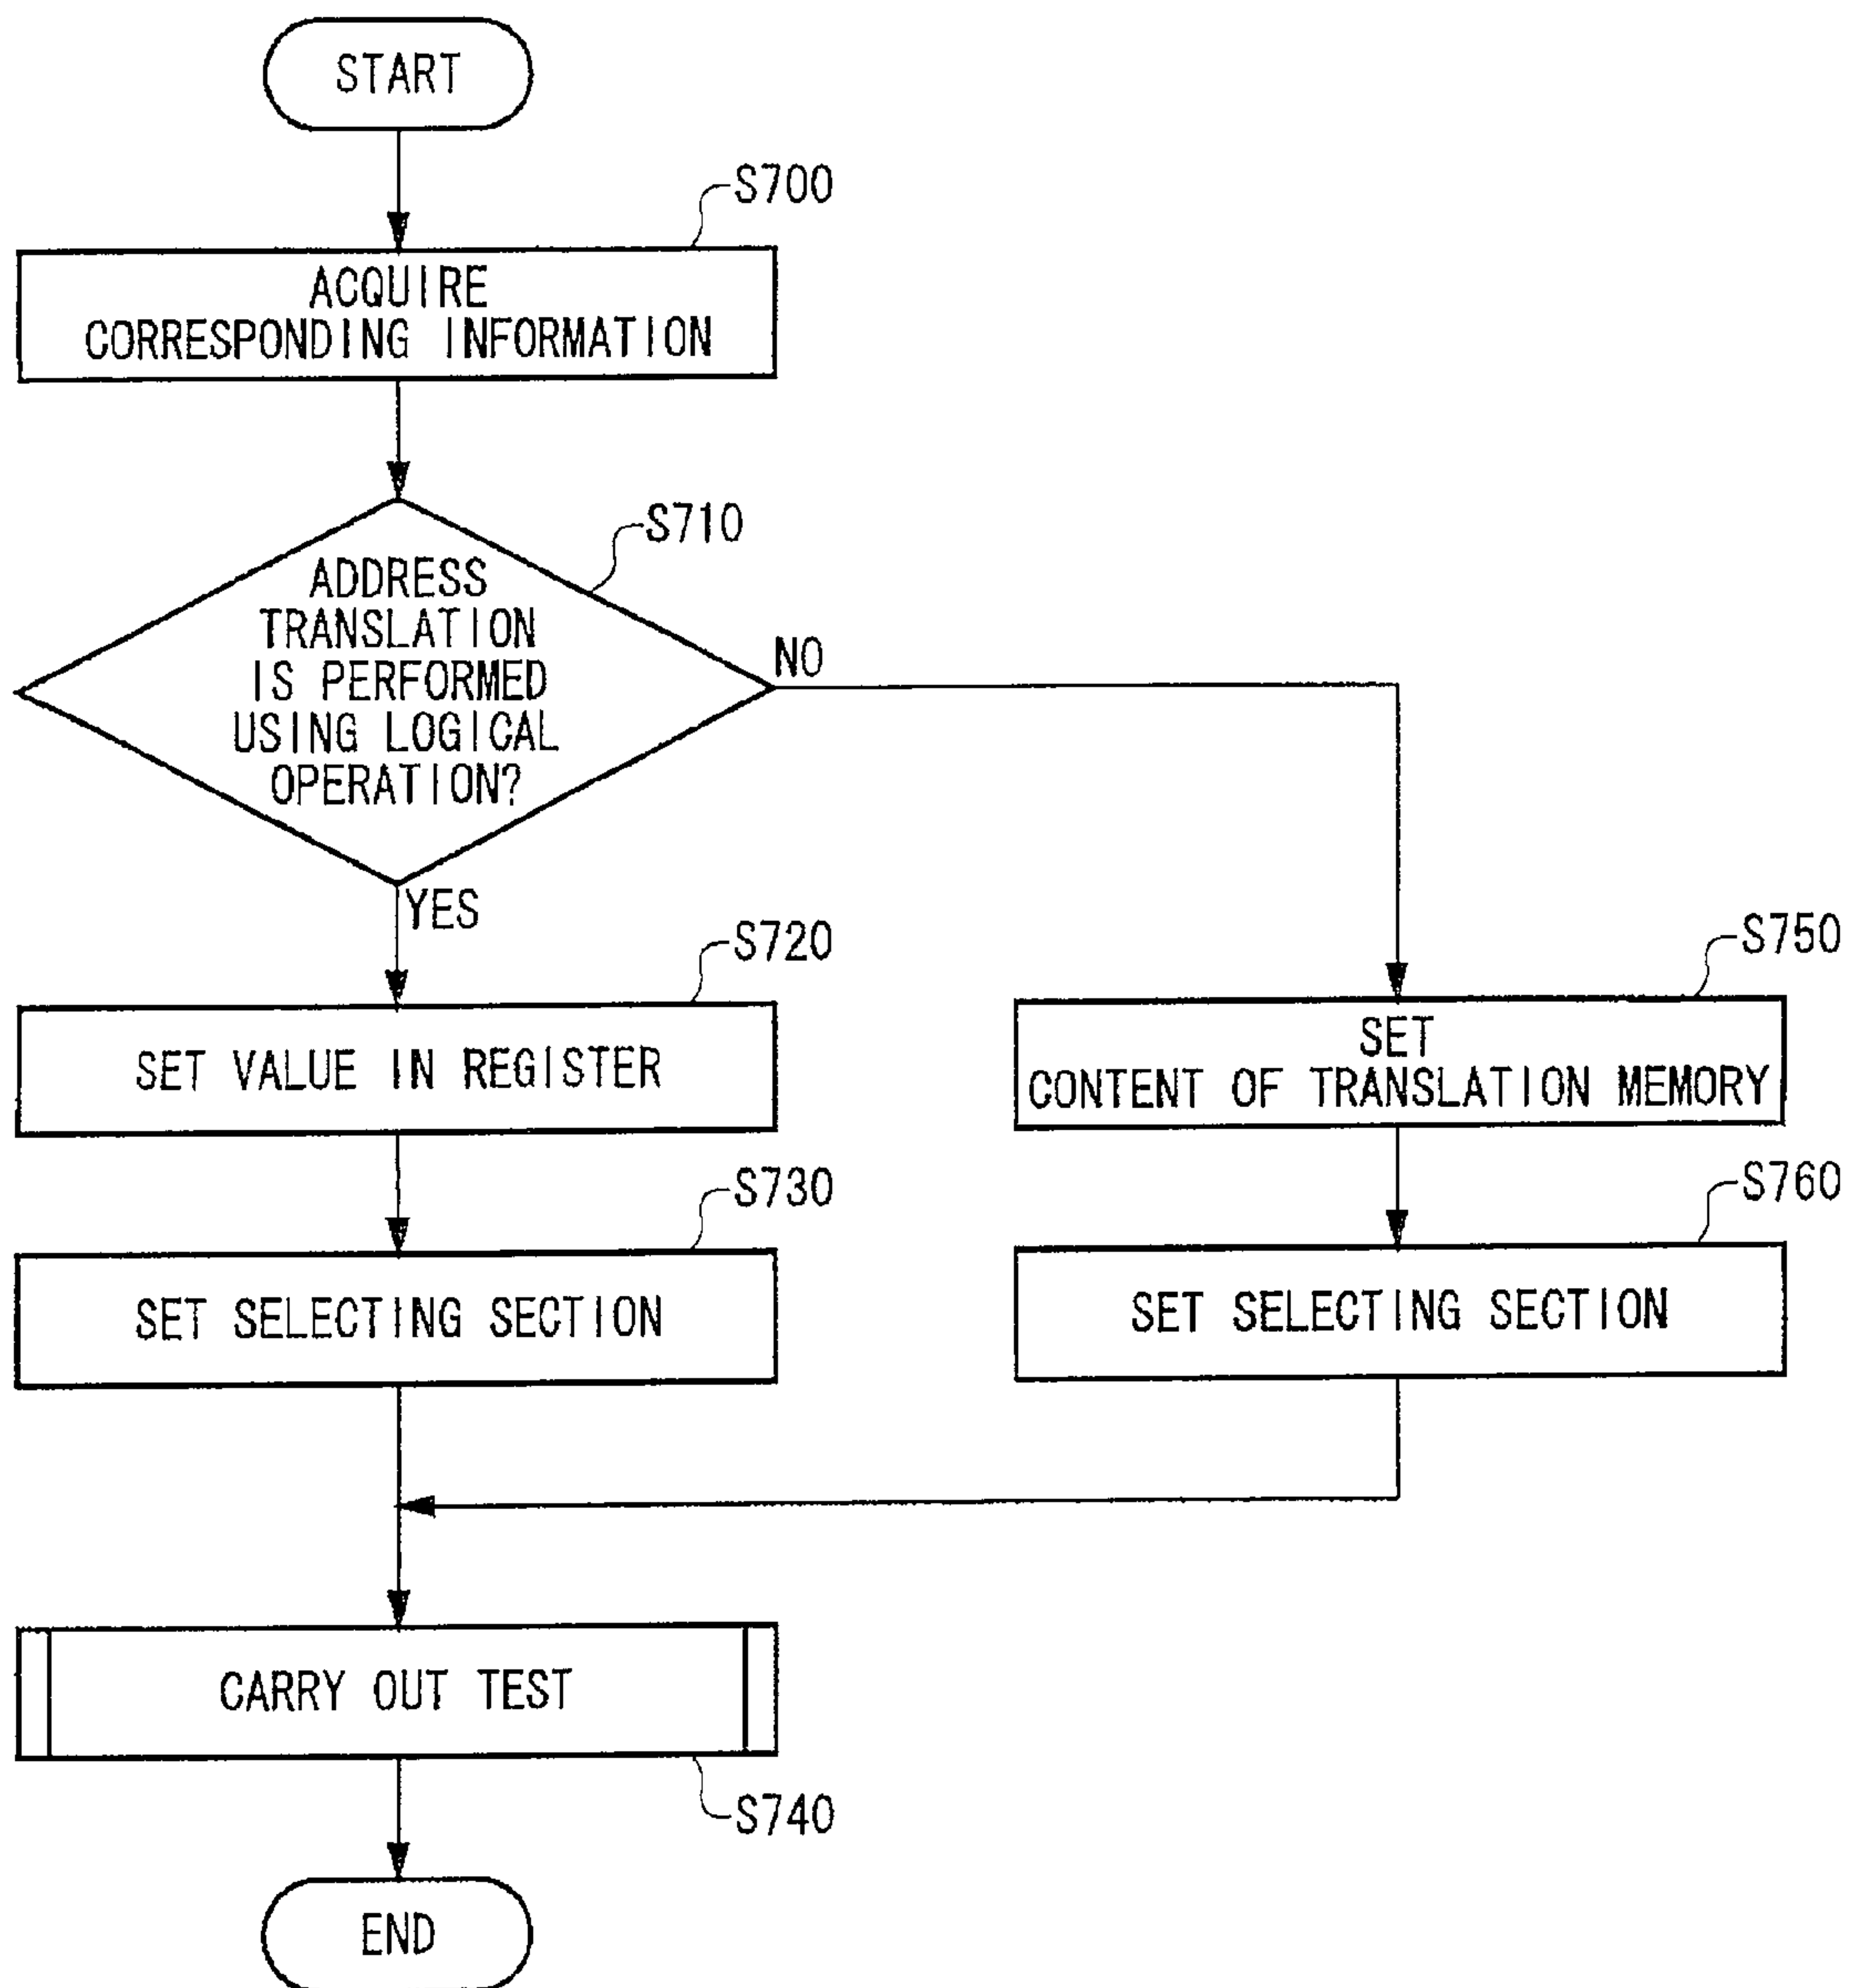 START
S700
ACQUIRE
CORRESPONDING INFORMATION
S710
ADDRESS
TRANSLATION
IS PERFORMED
USING LOGICAL
OPERATION?
NO
YES
S720
SET VALUE IN REGISTER
S750
SET
CONTENT OF TRANSLATION MEMORY
S730
SET SELECTING SECTION
S760
SET SELECTING SECTION
CARRY OUT TEST
S740
END